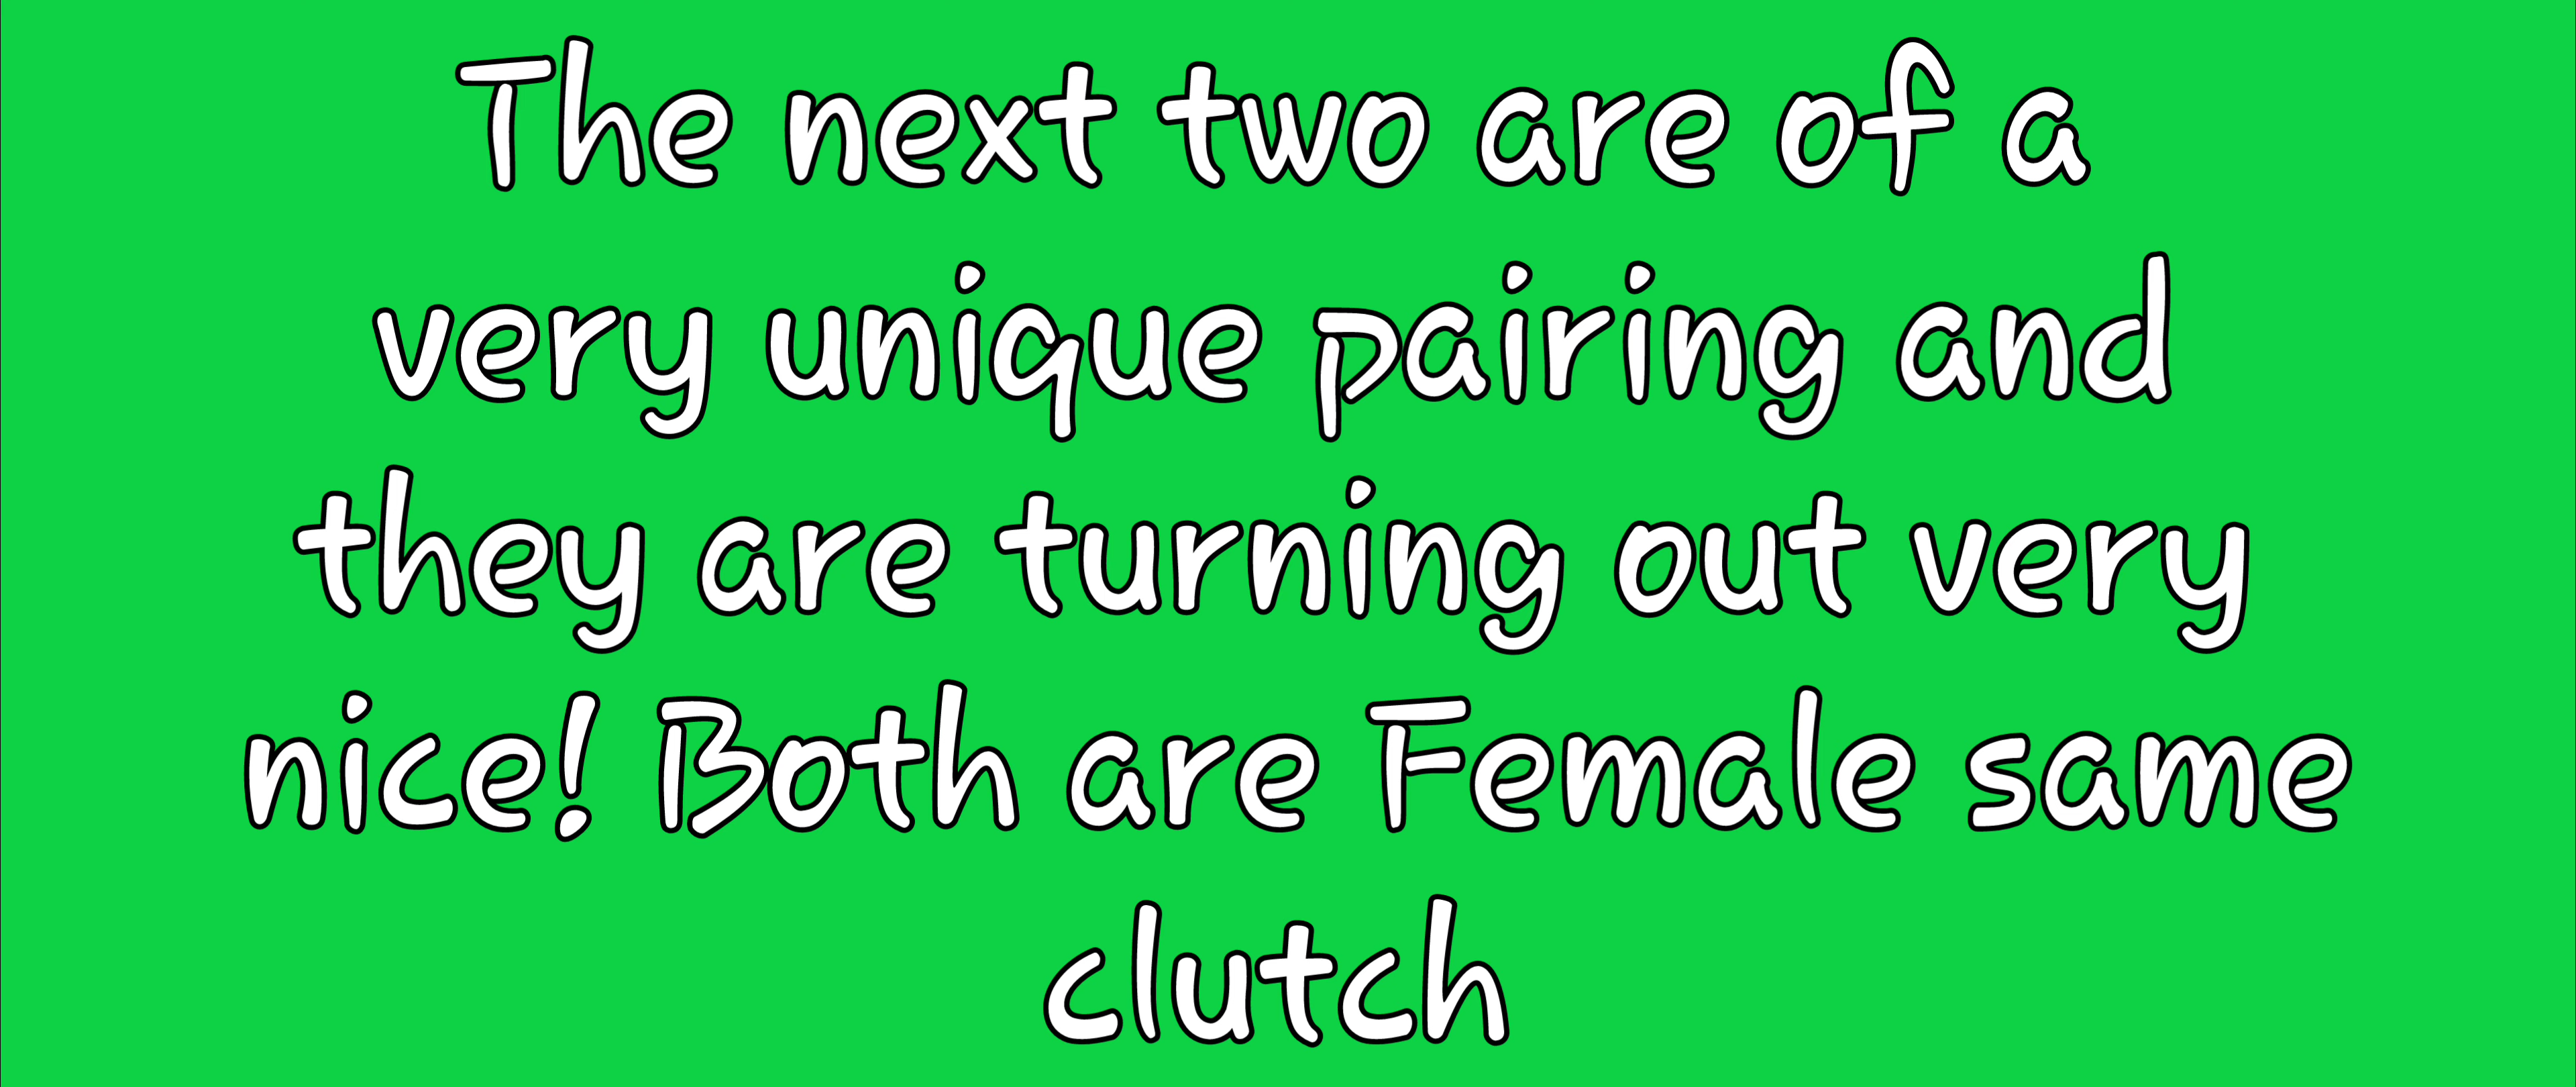 The next two are of a
very unique pairing and
they are turning out very
nice! Both are Female same
clutch